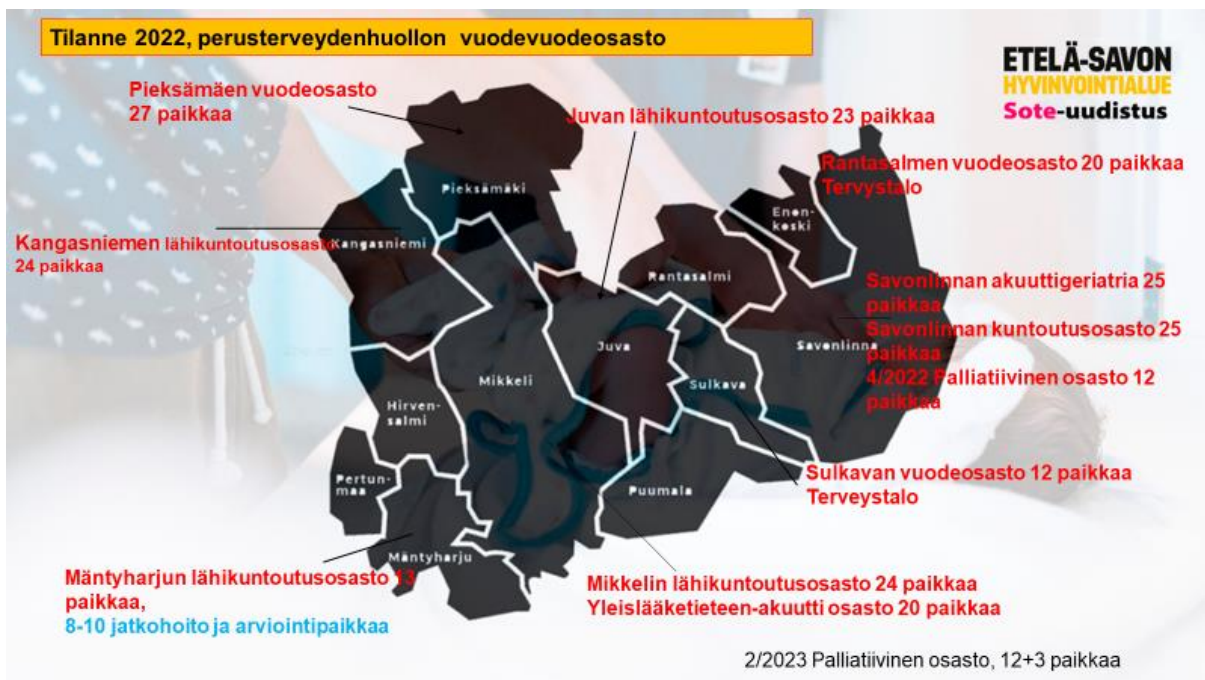 Tilanne 2022, perusterveydenhuollon vuodevuodeosasto
ETELÄ-SAVON
HYVINVOINTIALUE
Sote-uudistus
Pieksämäen vuodeosasto
27 paikkaa
Juvan lähikuntoutusosasto 23 paikkaa
Rantasalmen vuodeosasto 20 paikkaa
Tervystalo
Pieksämäki
Enon-
koski
Kangasniemen lähikuntoutusosasto
24 paikkaa
Kangasniemi
Rantasalmi
Savonlinnan akuuttigeriatria 25
paikkaa
Savonlinnan kuntoutusosasto 25
paikkaa
4/2022 Palliatiivinen osasto 12
paikkaa
Savonlinna
Juva
Mikkeli
Sulkava
Hirven-
salmi
Pertun-
maa
Puumala
Sulkavan vuodeosasto 12 paikkaa
Terveystalo
Mäntyharju
Mäntyharjun lähikuntoutusosasto 13
paikkaa,
8-10 jatkohoito ja arviointipaikkaa
Mikkelin lähikuntoutusosasto 24 paikkaa
Yleislääketieteen-akuutti osasto 20 paikkaa
2/2023 Palliatiivinen osasto, 12+3 paikkaa